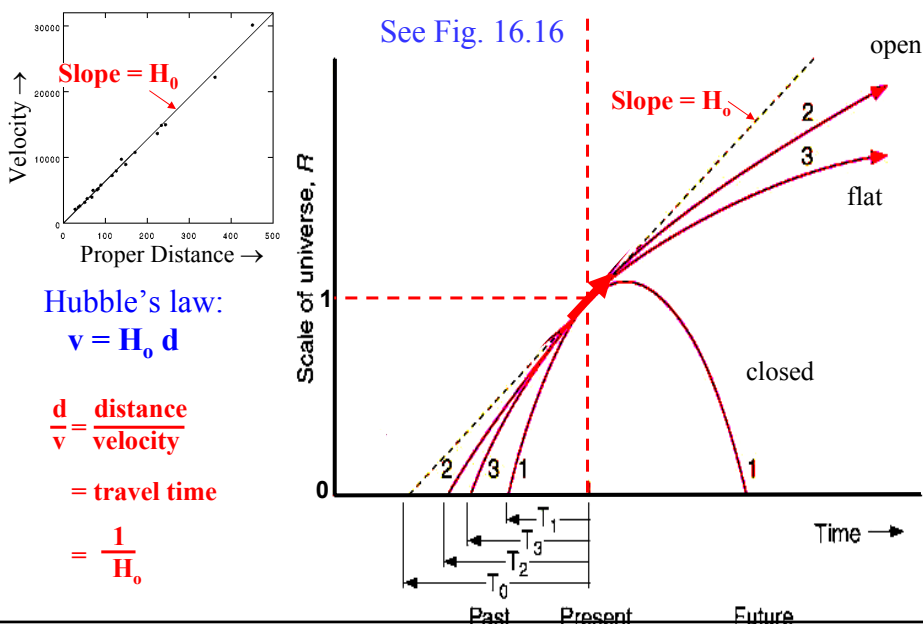 See Fig. 16.16
30000
20000
10000
0
0 100 200 300 400 500
Velocity →
Proper Distance →
Slope = H₀
Hubble's law:
v = Hₒ d
d/v = distance/velocity
= travel time
= 1/Hₒ
Scale of universe, R
1
0
Slope = Hₒ
open
2
3
flat
closed
2 3 1
1
T₁
T₃
T₂
T₀
Time →
Past Present Future